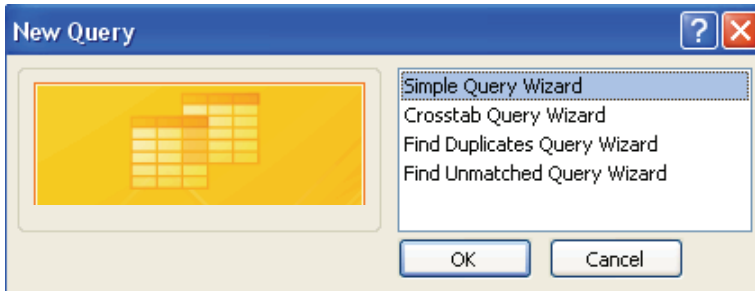 New Query
?
Simple Query Wizard
Crosstab Query Wizard
Find Duplicates Query Wizard
Find Unmatched Query Wizard
OK
Cancel